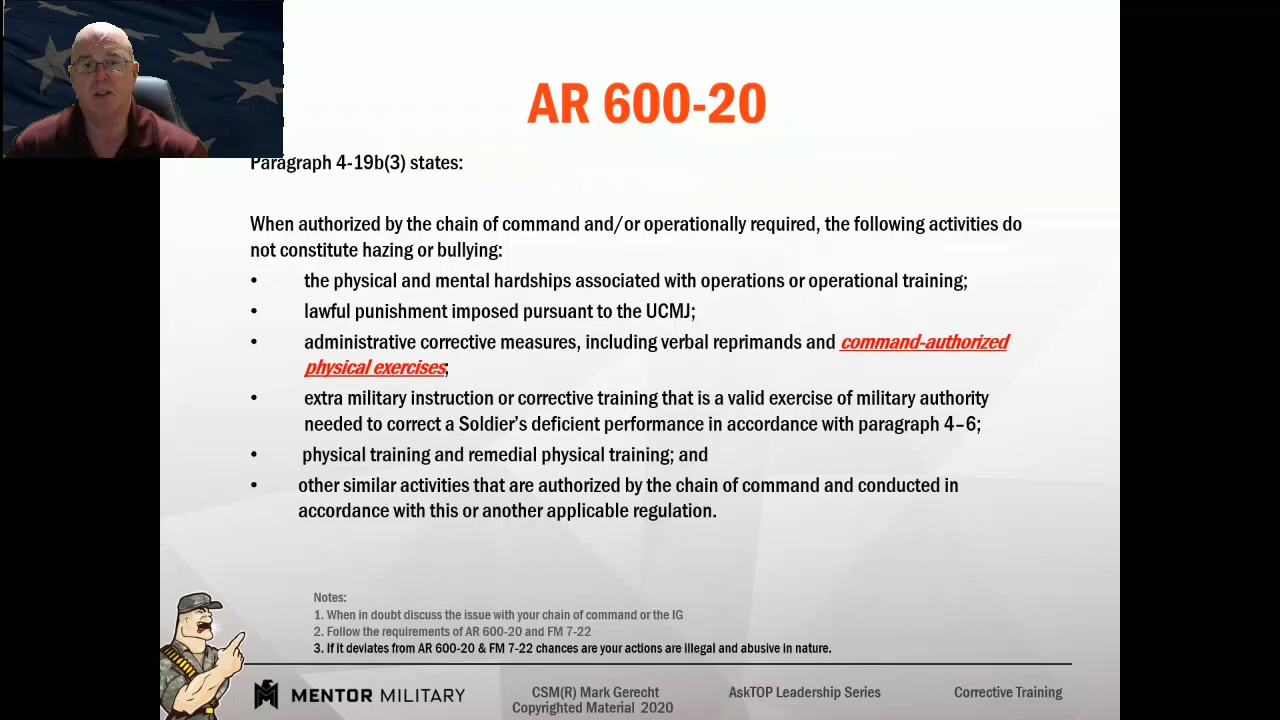 AR 600-20
Paragraph 4-19b(3) states:
When authorized by the chain of command and/or operationally required, the following activities do
not constitute hazing or bullying:
• the physical and mental hardships associated with operations or operational training;
• lawful punishment imposed pursuant to the UCMJ;
• administrative corrective measures, including verbal reprimands and command-authorized
physical exercises;
• extra military instruction or corrective training that is a valid exercise of military authority
needed to correct a Soldier's deficient performance in accordance with paragraph 4–6;
• physical training and remedial physical training; and
• other similar activities that are authorized by the chain of command and conducted in
accordance with this or another applicable regulation.
Notes:
1. When in doubt discuss the issue with your chain of command or the IG
2. Follow the requirements of AR 600-20 and FM 7-22
3. If it deviates from AR 600-20 & FM 7-22 chances are your actions are illegal and abusive in nature.
MENTOR MILITARY
CSM(R) Mark Gerecht
Copyrighted Material 2020
AskTOP Leadership Series
Corrective Training